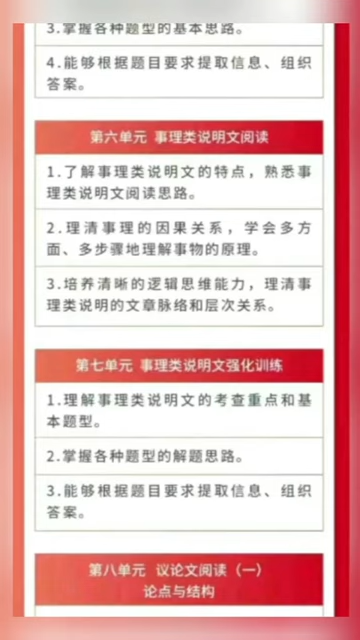 3.掌握各种题型的基本思路。
4.能够根据题目要求提取信息、组织
答案。
第六单元 事理类说明文阅读
1.了解事理类说明文的特点，熟悉事
理类说明文阅读思路。
2.理清事理的因果关系，学会多方
面、多步骤地理解事物的原理。
3.培养清晰的逻辑思维能力，理清事
理类说明的文章脉络和层次关系。
第七单元 事理类说明文强化训练
1.理解事理类说明文的考查重点和基
本题型。
2.掌握各种题型的解题思路。
3.能够根据题目要求提取信息、组织
答案。
第八单元 议论文阅读（一）
论点与结构